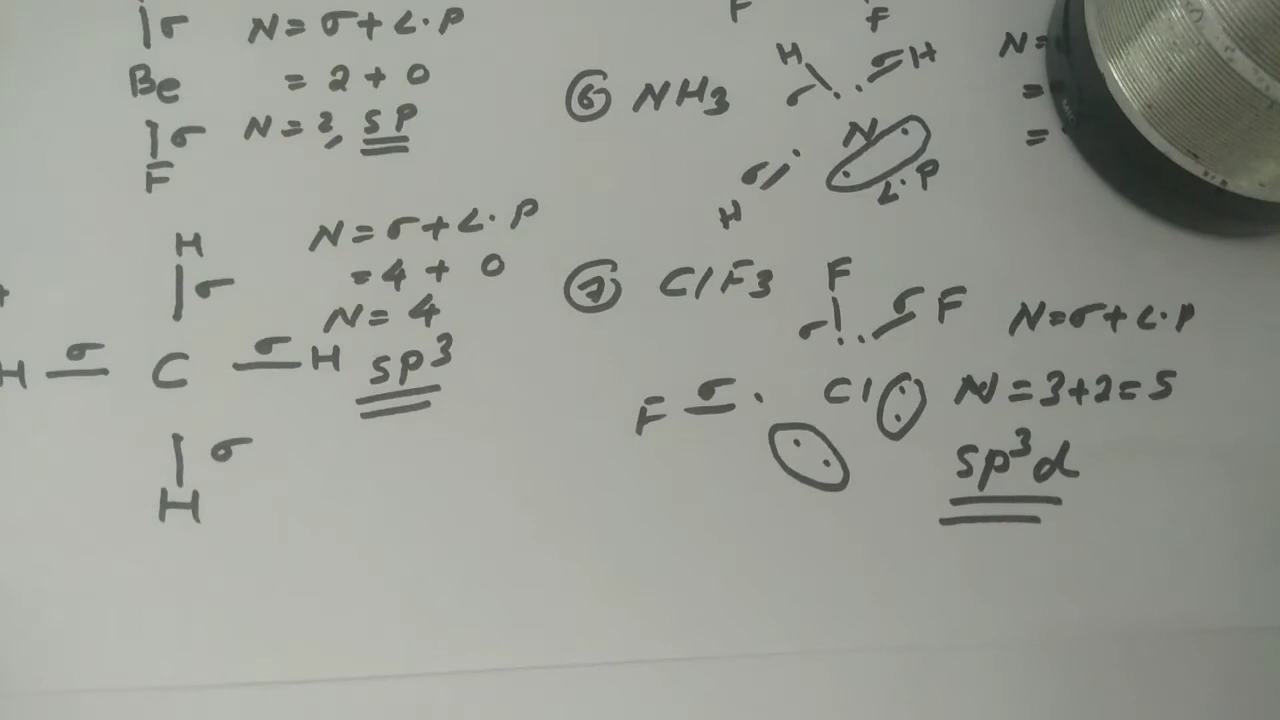 σ N = σ + L.P
Be = 2 + 0
σ N = 2, SP
F
H N = σ + L.P
σ = 4 + 0
N = 4
H σ C σ H SP³
σ
H
F F
⑥ NH3 H σ σ H N =
=
N =
σ L.P
H
⑦ ClF3 F
σ σ F N = σ + L.P
F σ Cl N = 3 + 2 = 5
SP³d